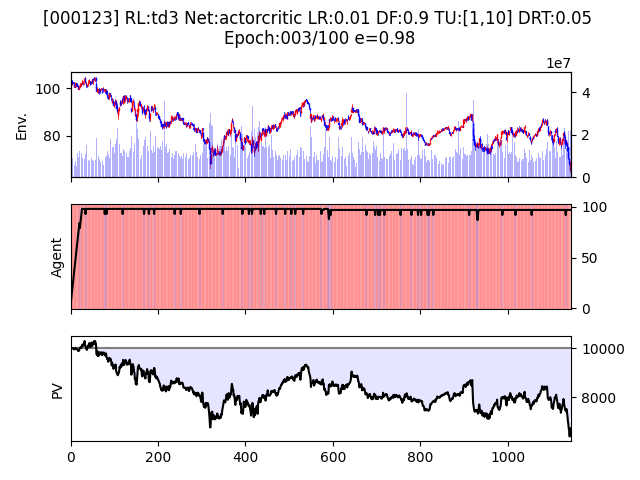 [000123] RL:td3 Net:actorcritic LR:0.01 DF:0.9 TU:[1,10] DRT:0.05
Epoch:003/100 e=0.98
1e7
Env.
100
80
4
2
0
Agent
100
50
0
PV
10000
8000
0 200 400 600 800 1000